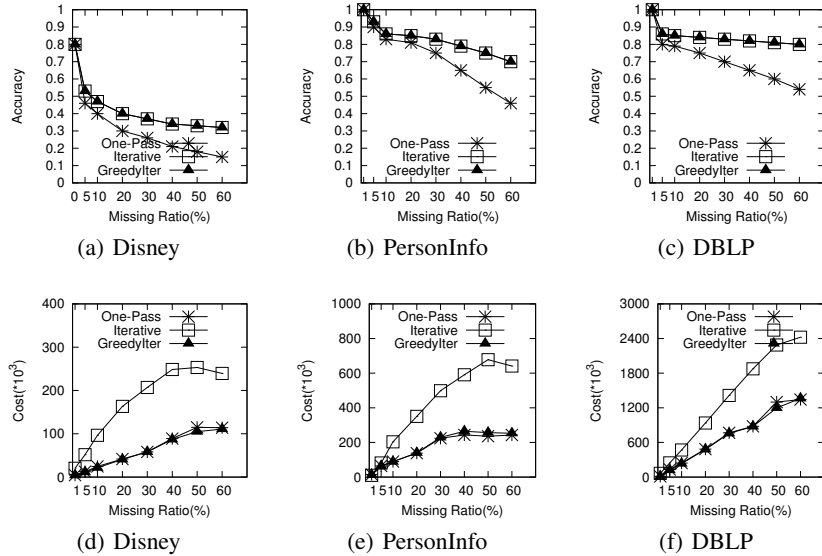 1
0.9
0.8
0.7
0.6
0.5
0.4
0.3
0.2
0.1
0
Accuracy
One-Pass
Iterative
GreedyIter
0 5 10 20 30 40 50 60
Missing Ratio(%)
(a) Disney
1
0.9
0.8
0.7
0.6
0.5
0.4
0.3
0.2
0.1
0
Accuracy
One-Pass
Iterative
GreedyIter
1 5 10 20 30 40 50 60
Missing Ratio(%)
(b) PersonInfo
1
0.9
0.8
0.7
0.6
0.5
0.4
0.3
0.2
0.1
0
Accuracy
One-Pass
Iterative
GreedyIter
1 5 10 20 30 40 50 60
Missing Ratio(%)
(c) DBLP
400
300
200
100
0
Cost(*10^3)
One-Pass
Iterative
GreedyIter
1 5 10 20 30 40 50 60
Missing Ratio(%)
(d) Disney
1000
800
600
400
200
0
Cost(*10^3)
One-Pass
Iterative
GreedyIter
1 5 10 20 30 40 50 60
Missing Ratio(%)
(e) PersonInfo
3000
2400
1800
1200
600
0
Cost(*10^3)
One-Pass
Iterative
GreedyIter
1 5 10 20 30 40 50 60
Missing Ratio(%)
(f) DBLP